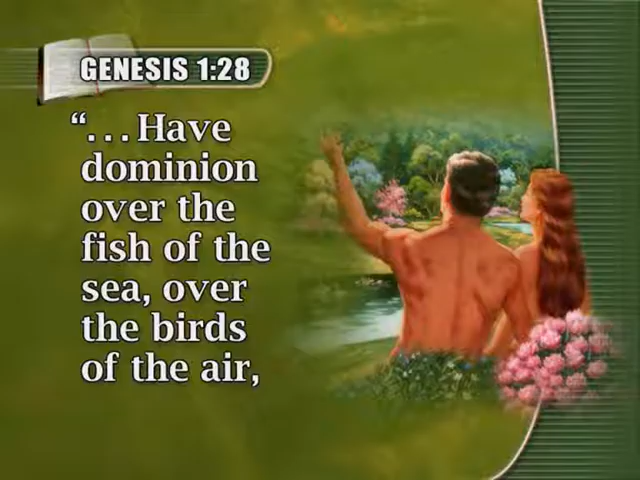 GENESIS 1:28
“...Have
dominion
over the
fish of the
sea, over
the birds
of the air,